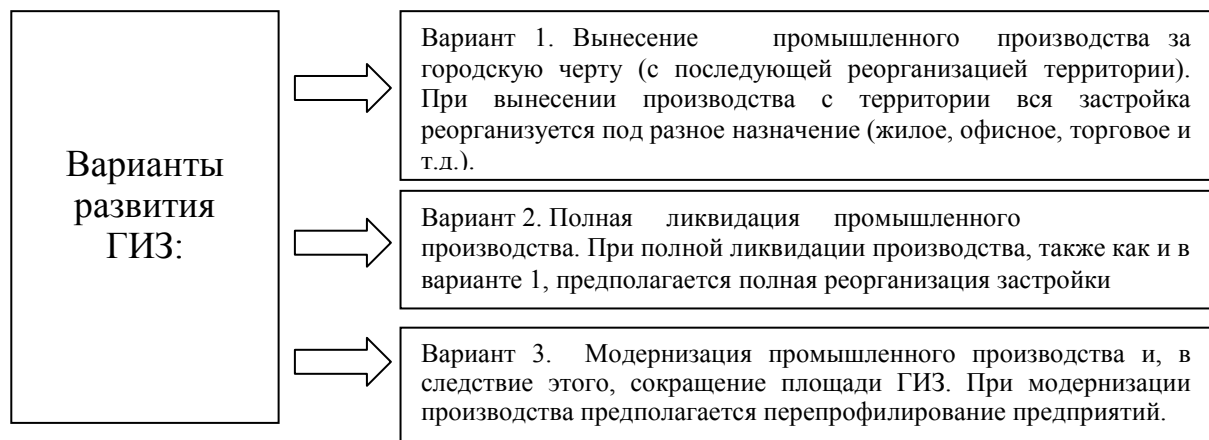 Варианты
развития
ГИЗ:
Вариант 1. Вынесение промышленного производства за
городскую черту (с последующей реорганизацией территории).
При вынесении производства с территории вся застройка
реорганизуется под разное назначение (жилое, офисное, торговое и
т.д.).
Вариант 2. Полная ликвидация промышленного
производства. При полной ликвидации производства, также как и в
варианте 1, предполагается полная реорганизация застройки
Вариант 3. Модернизация промышленного производства и, в
следствие этого, сокращение площади ГИЗ. При модернизации
производства предполагается перепрофилирование предприятий.